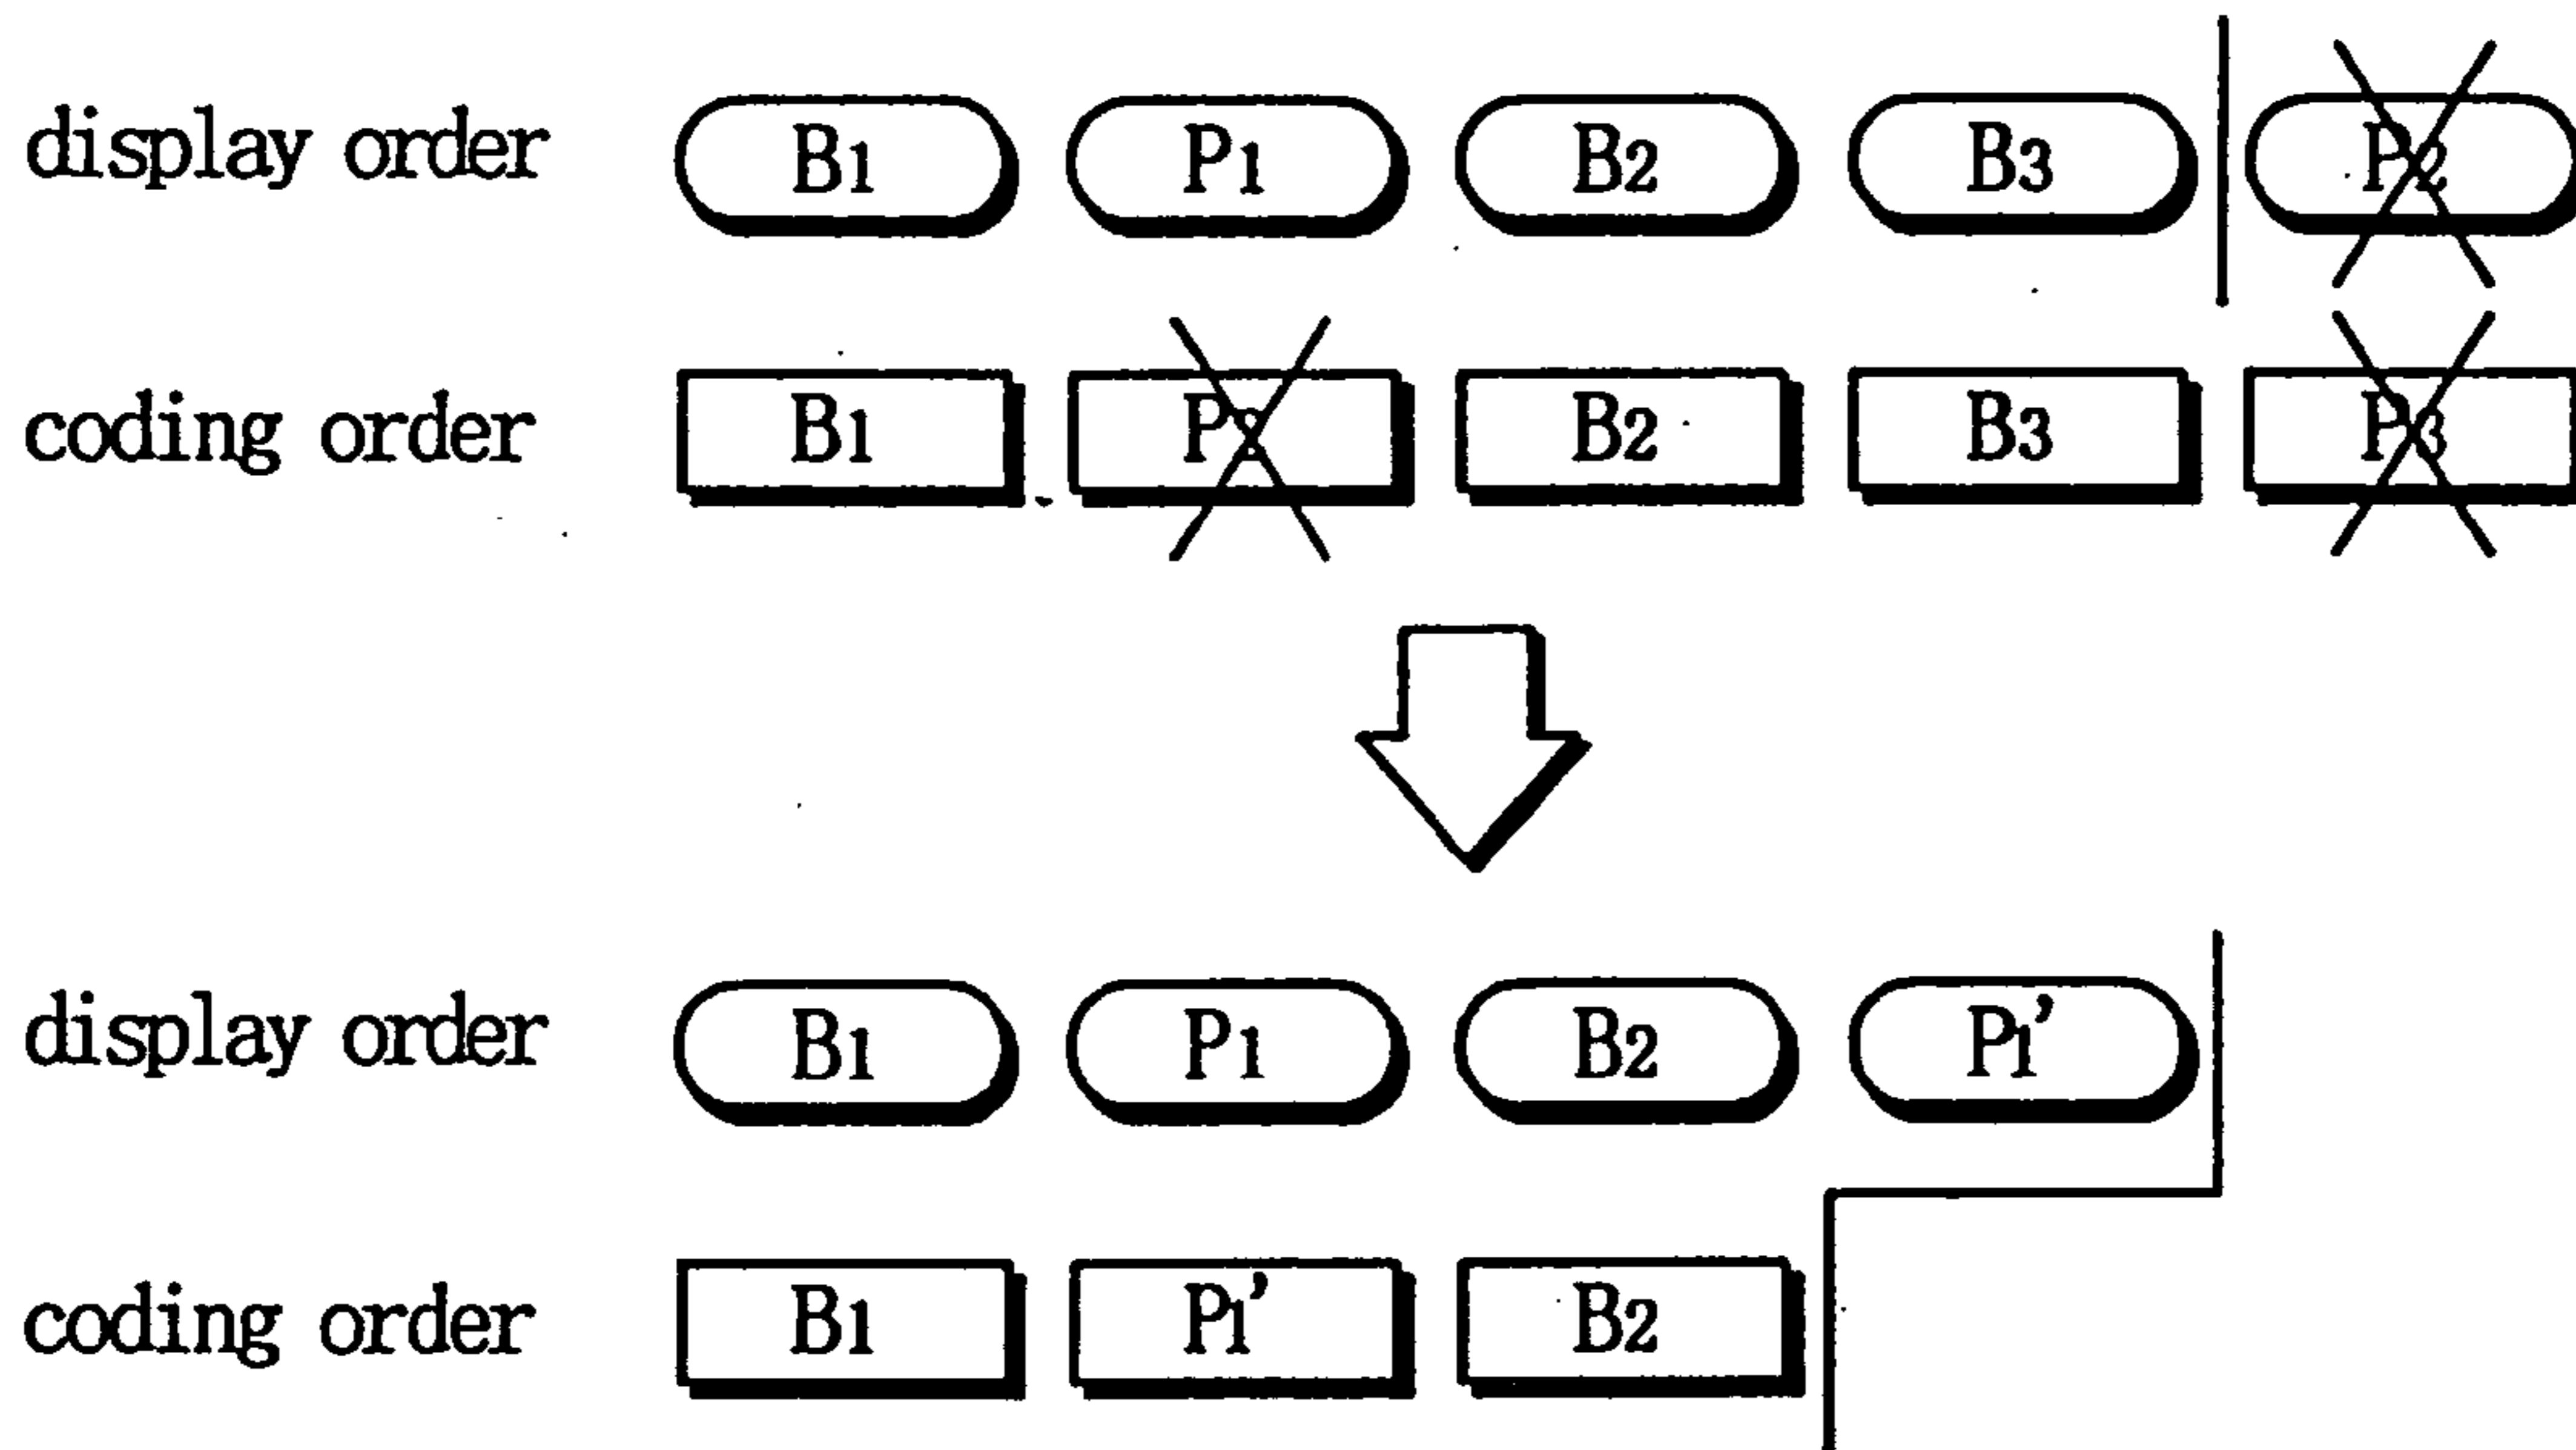 display order B1 P1 B2 B3 P2
coding order B1 P2 B2 B3 P3
display order B1 P1 B2 P1’
coding order B1 P1’ B2